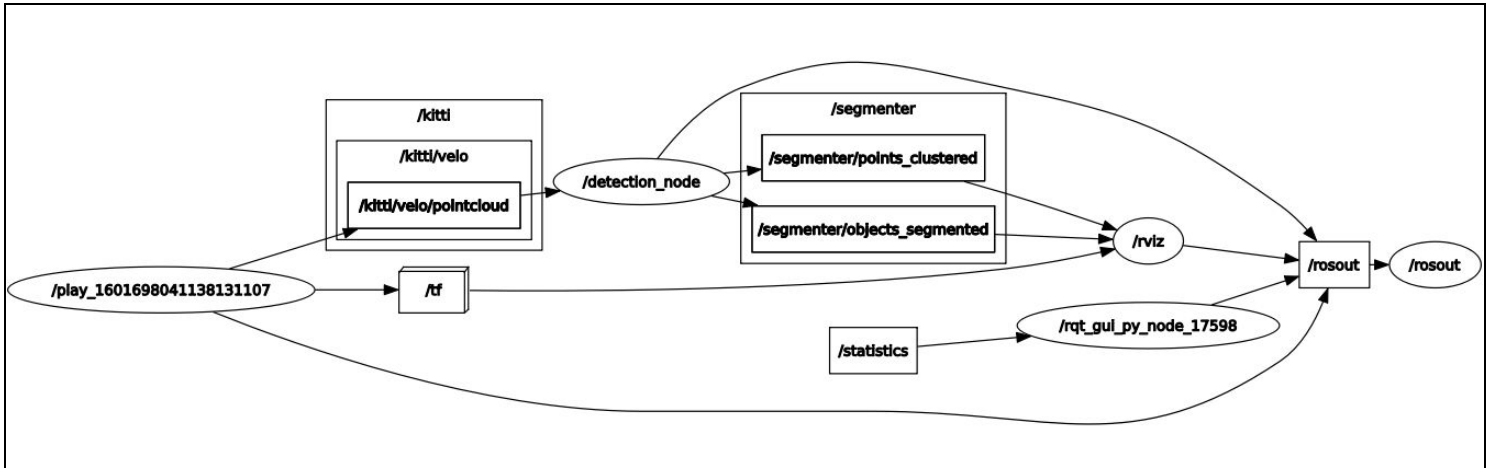 /kitti
/kitti/velo
/kitti/velo/pointcloud
/play_1601698041138131107
/tf
/detection_node
/segmenter
/segmenter/points_clustered
/segmenter/objects_segmented
/statistics
/rviz
/rqt_gui_py_node_17598
/rosout
/rosout